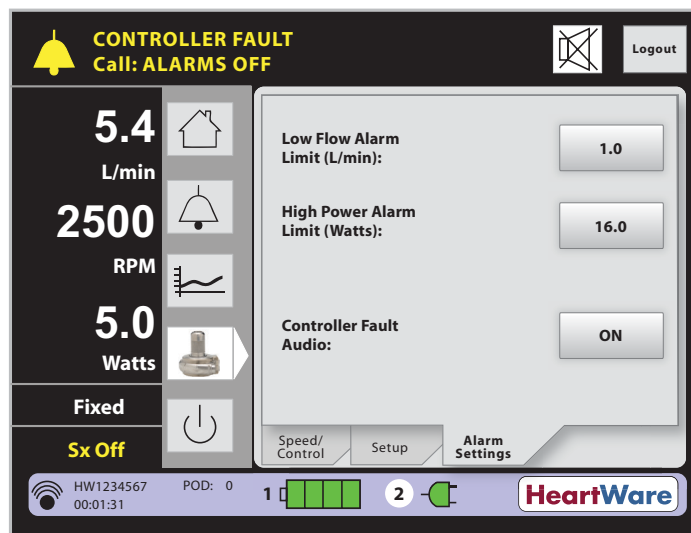 CONTROLLER FAULT
Call: ALARMS OFF
Logout
5.4
L/min
2500
RPM
5.0
Watts
Fixed
Sx Off
Low Flow Alarm
Limit (L/min):
1.0
High Power Alarm
Limit (Watts):
16.0
Controller Fault
Audio:
ON
Speed/
Control
Setup
Alarm
Settings
HW1234567
00:01:31
POD: 0
1
2
HeartWare